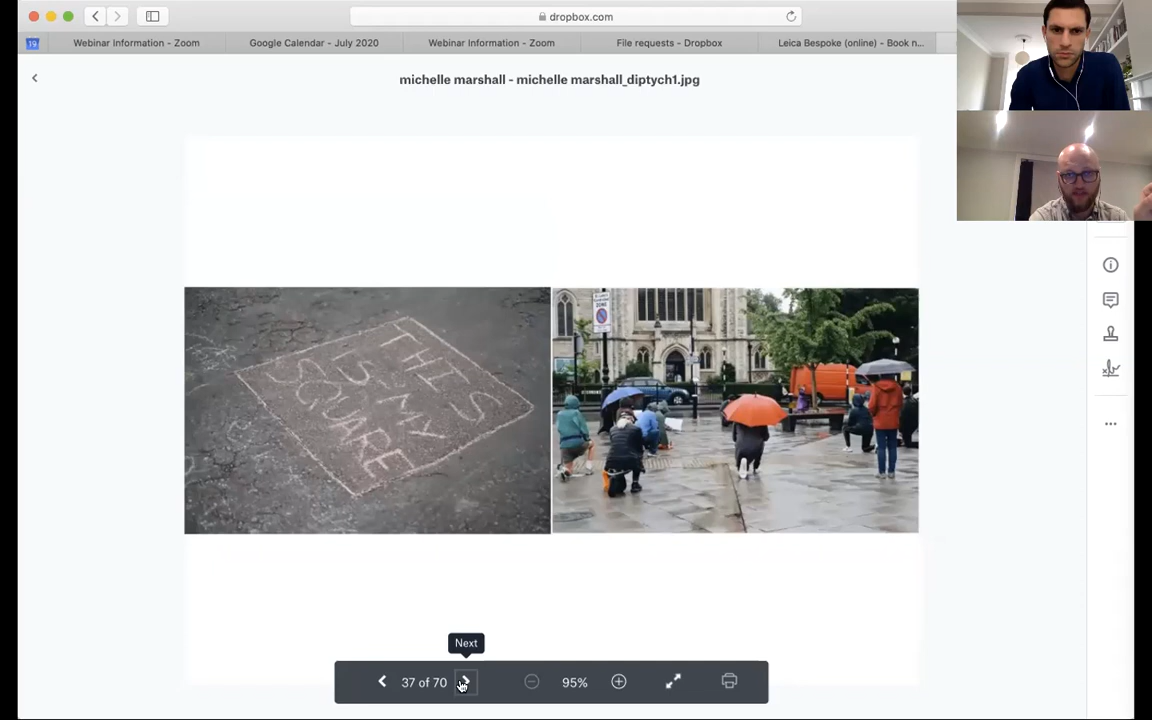 dropbox.com
19
Webinar Information - Zoom
Google Calendar - July 2020
Webinar Information - Zoom
File requests - Dropbox
Leica Bespoke (online) - Book n...
michelle marshall - michelle marshall_diptych1.jpg
THIS
IS MY
SQUARE
Next
37 of 70
95%